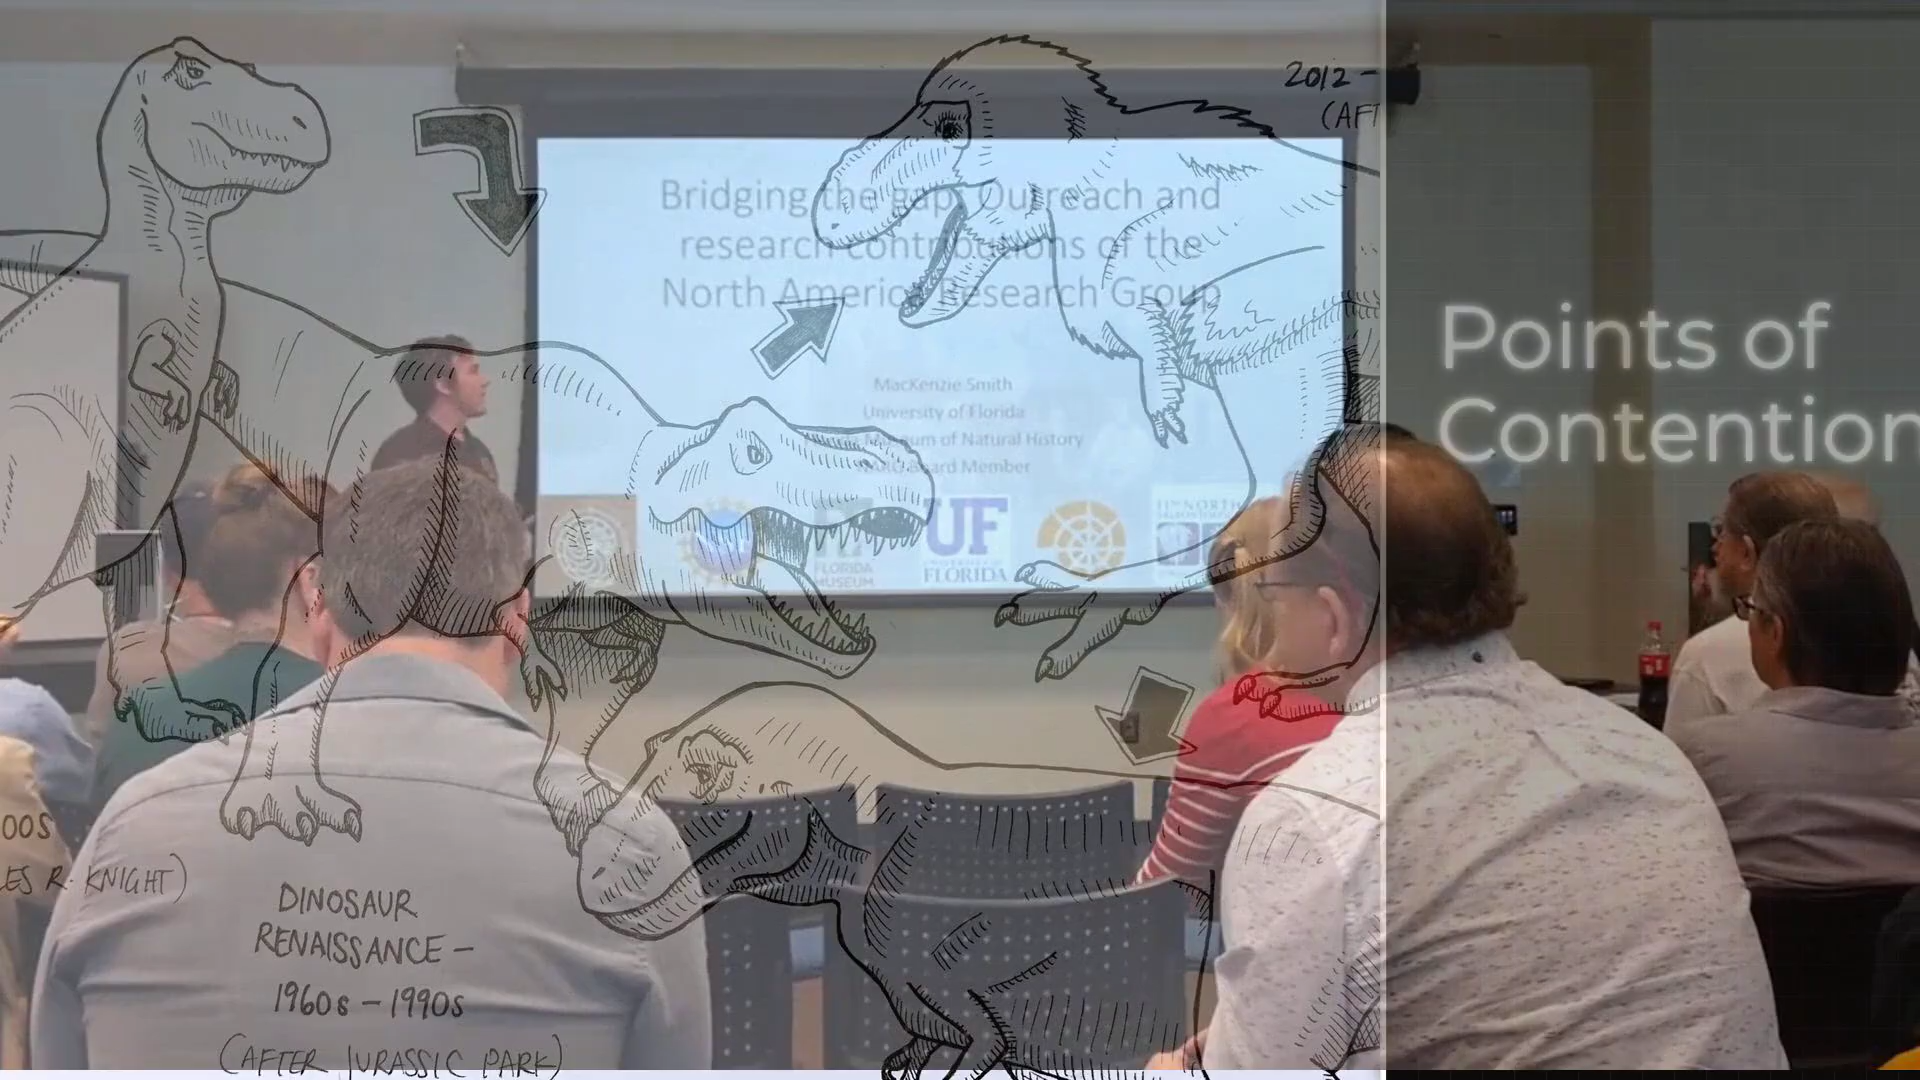 2012 -
(AFT
Bridging the gap: Outreach and
research contributions of the
North America Research Group
Points of
Contention
MacKenzie Smith
University of Florida
Museum of Natural History
Board Member
UF
FLORIDA
MUSEUM
UNIVERSITY of
FLORIDA
00S
LES R. KNIGHT)
DINOSAUR
RENAISSANCE -
1960s - 1990s
(AFTER JURASSIC PARK)